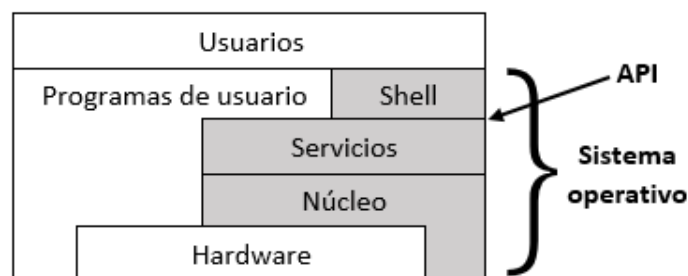 Usuarios
Programas de usuario
Shell
API
Servicios
Sistema
operativo
Núcleo
Hardware